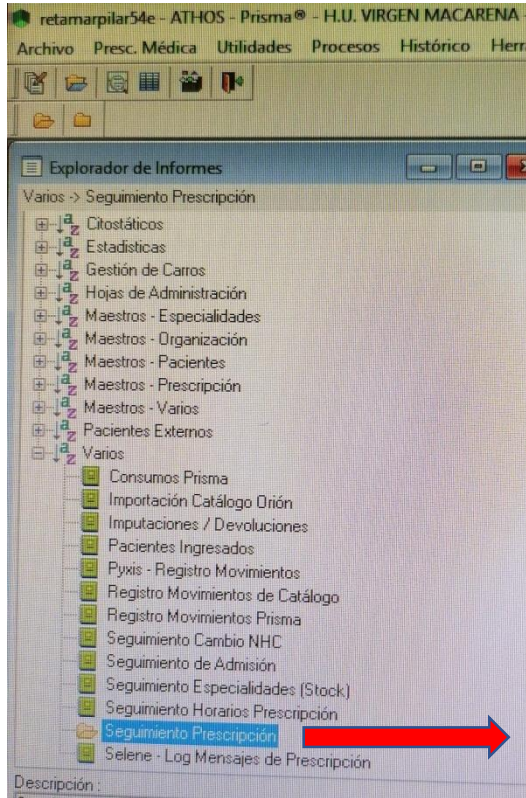 retamarpilar54e - ATHOS - Prisma® - H.U. VIRGEN MACARENA
Archivo Presc. Médica Utilidades Procesos Histórico
Explorador de Informes
Varios -> Seguimiento Prescripción
Citostáticos
Estadisticas
Gestión de Carros
Hojas de Administración
Maestros - Especialidades
Maestros - Organización
Maestros - Pacientes
Maestros - Prescripción
Maestros - Varios
Pacientes Externos
Varios
Consumos Prisma
Importación Catálogo Orión
Imputaciones / Devoluciones
Pacientes Ingresados
Pyxis - Registro Movimientos
Registro Movimientos de Catálogo
Registro Movimientos Prisma
Seguimiento Cambio NHC
Seguimiento de Admisión
Seguimiento Especialidades (Stock)
Seguimiento Horarios Prescripción
Seguimiento Prescripción
Selene - Log Mensajes de Prescripción
Descripción :